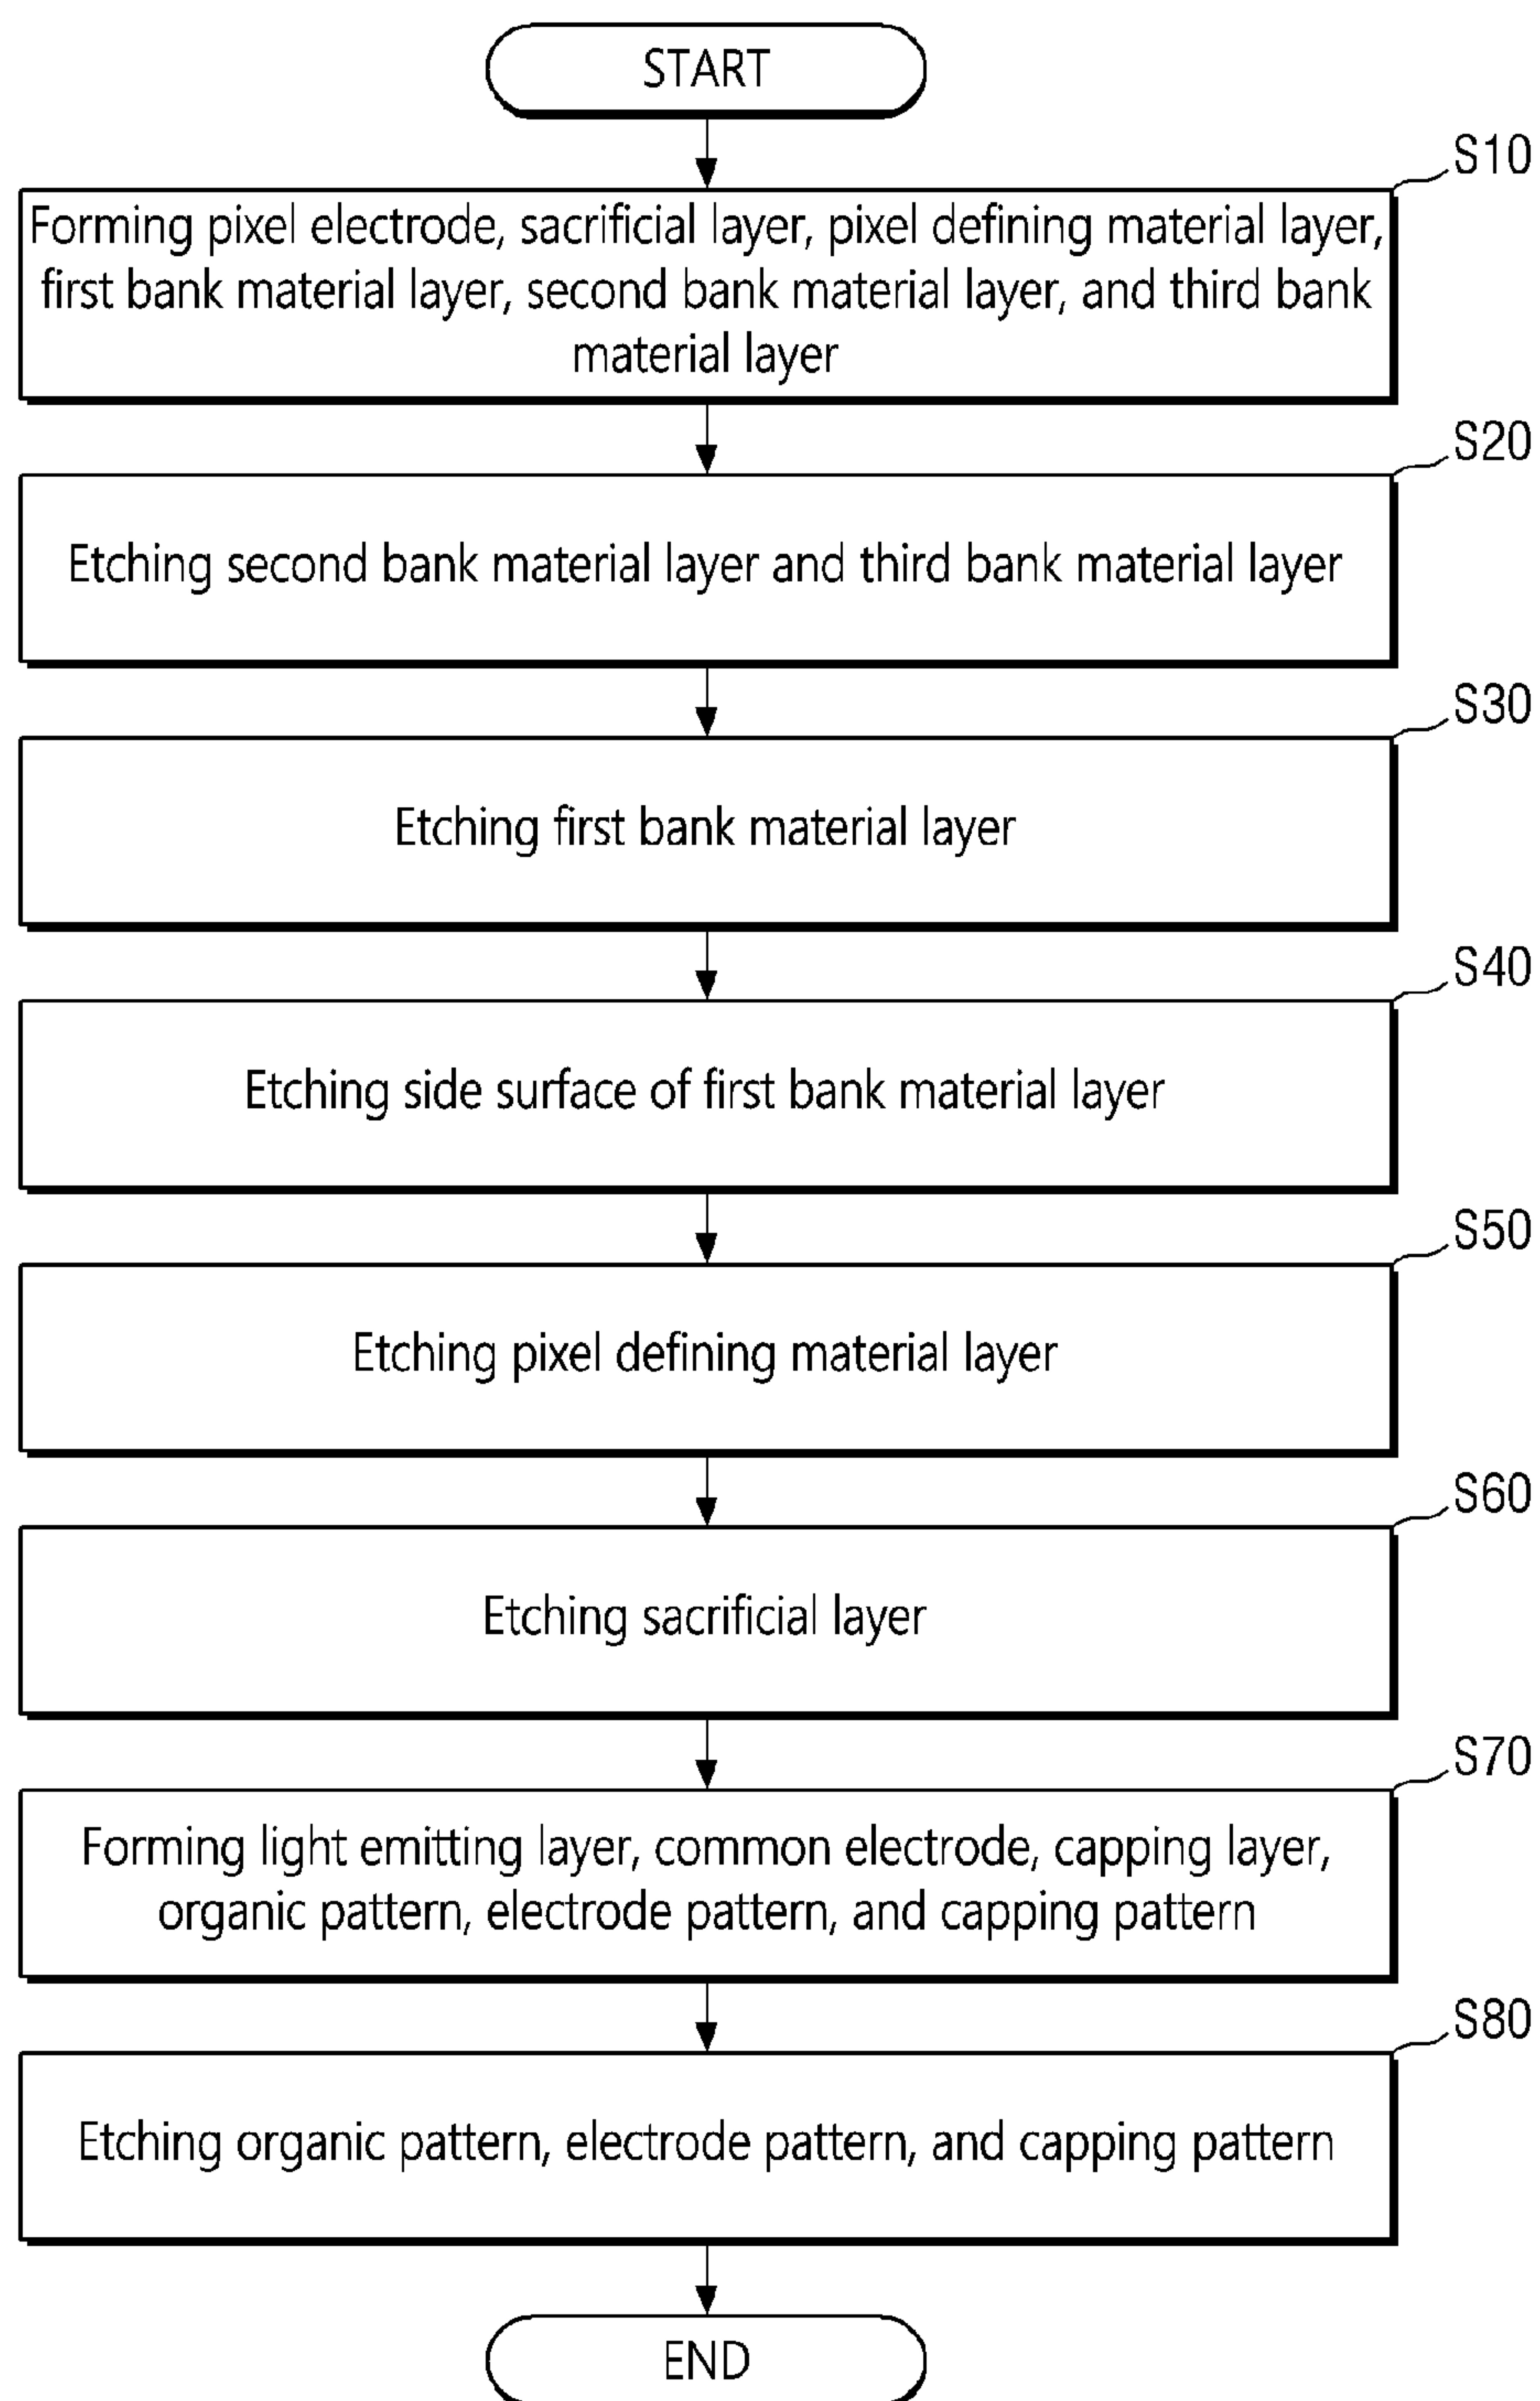 START
S10
Forming pixel electrode, sacrificial layer, pixel defining material layer,
first bank material layer, second bank material layer, and third bank
material layer
S20
Etching second bank material layer and third bank material layer
S30
Etching first bank material layer
S40
Etching side surface of first bank material layer
S50
Etching pixel defining material layer
S60
Etching sacrificial layer
S70
Forming light emitting layer, common electrode, capping layer,
organic pattern, electrode pattern, and capping pattern
S80
Etching organic pattern, electrode pattern, and capping pattern
END